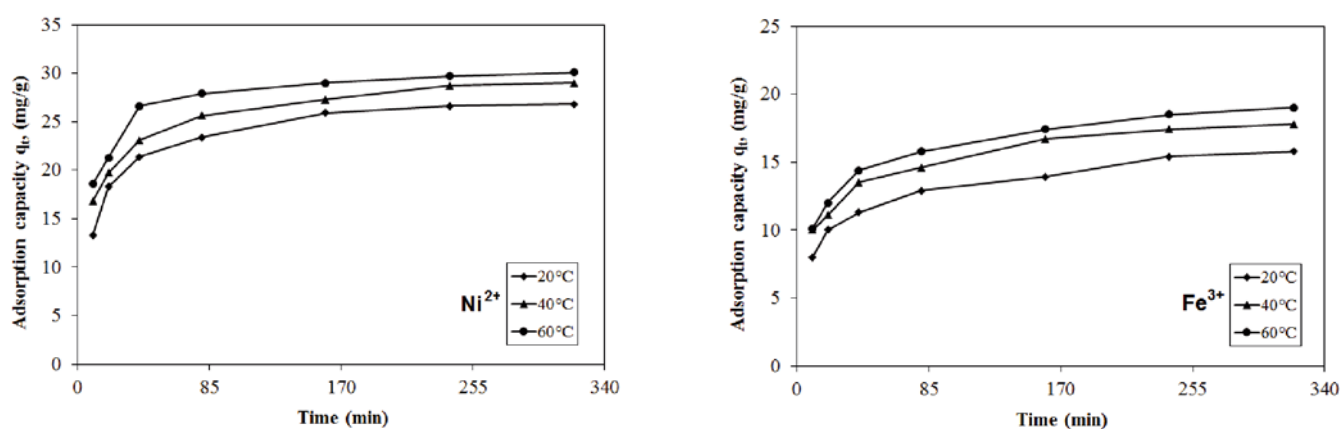 Adsorption capacity qₜ, (mg/g)
35
30
25
20
15
10
5
0
0 85 170 255 340
Time (min)
Ni²⁺
20°C
40°C
60°C
Adsorption capacity qₜ, (mg/g)
25
20
15
10
5
0
0 85 170 255 340
Time (min)
Fe³⁺
20°C
40°C
60°C